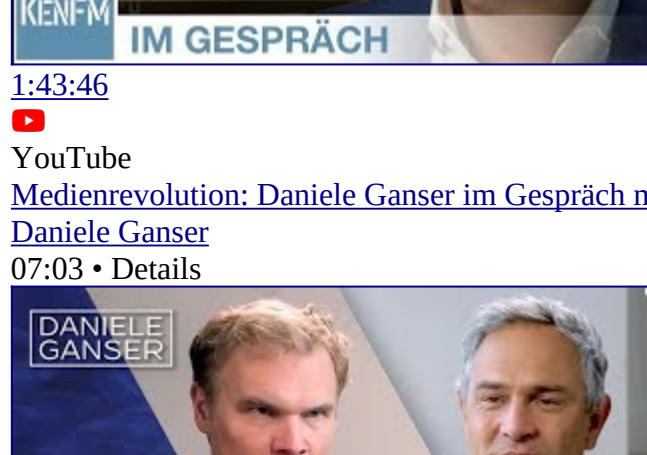 KENFM
IM GESPRÄCH
1:43:46
YouTube
Medienrevolution: Daniele Ganser im Gespräch
Daniele Ganser
07:03 • Details
DANIELE
GANSER